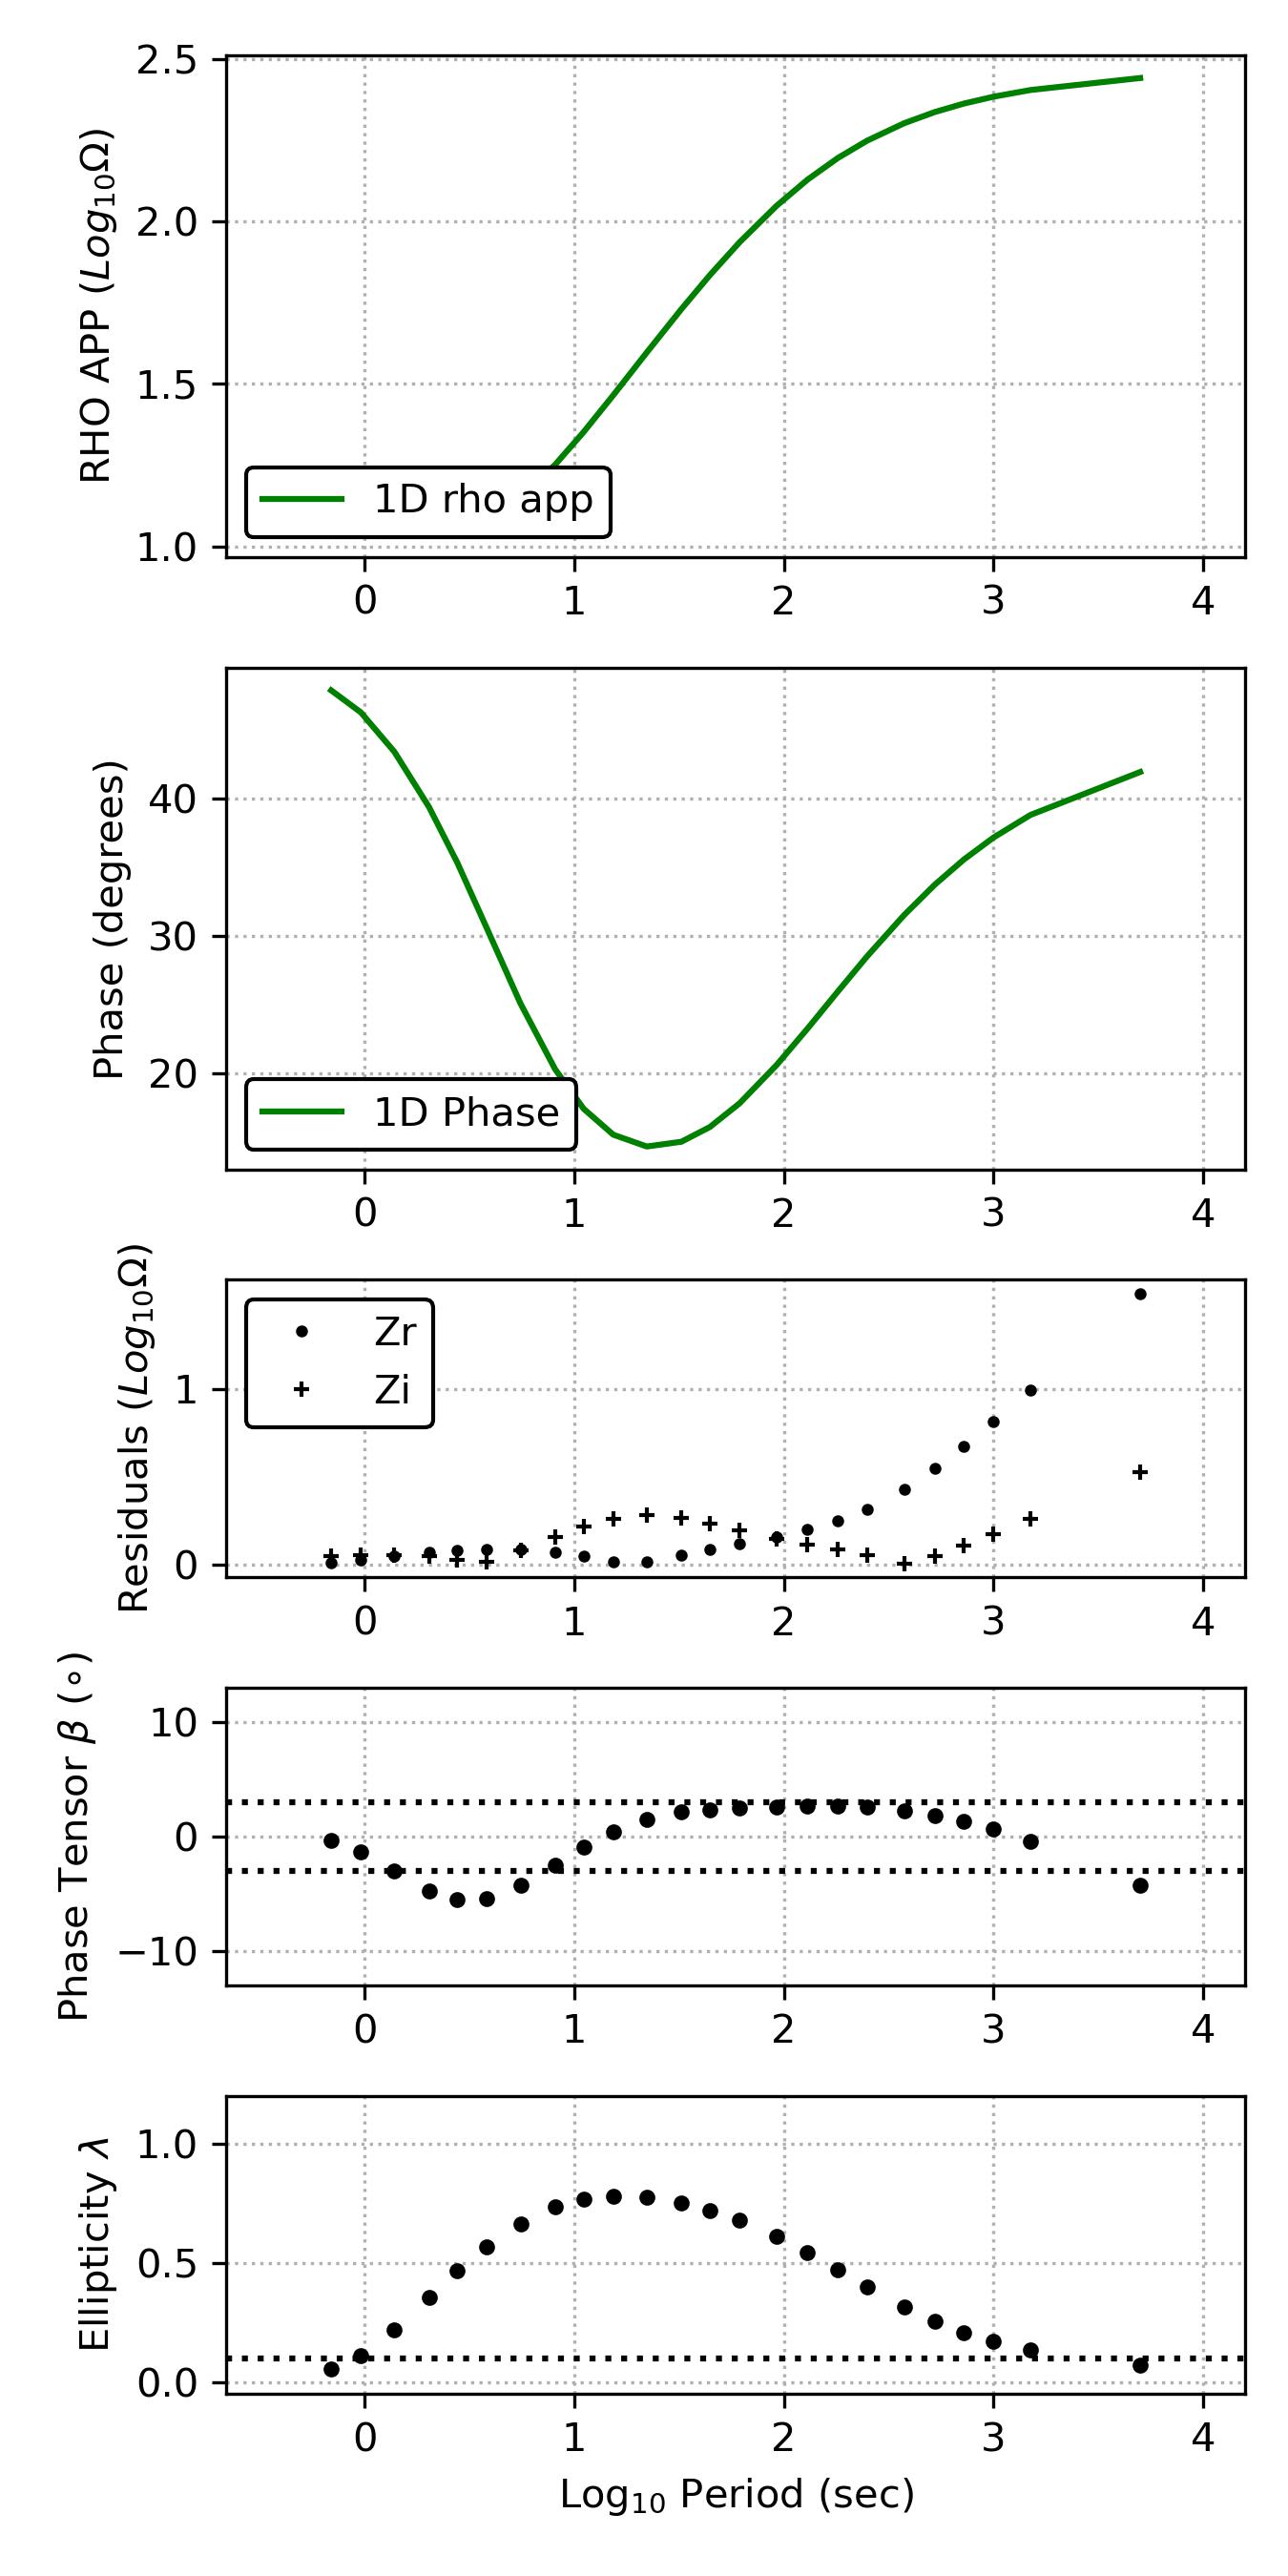 RHO APP (Log₁₀Ω)
2.5
2.0
1.5
1.0
1D rho app
0 1 2 3 4
Phase (degrees)
40
30
20
1D Phase
0 1 2 3 4
Residuals (Log₁₀Ω)
1
0
Zr
Zi
0 1 2 3 4
Phase Tensor β (∘)
10
0
−10
0 1 2 3 4
Ellipticity λ
1.0
0.5
0.0
0 1 2 3 4
Log₁₀ Period (sec)